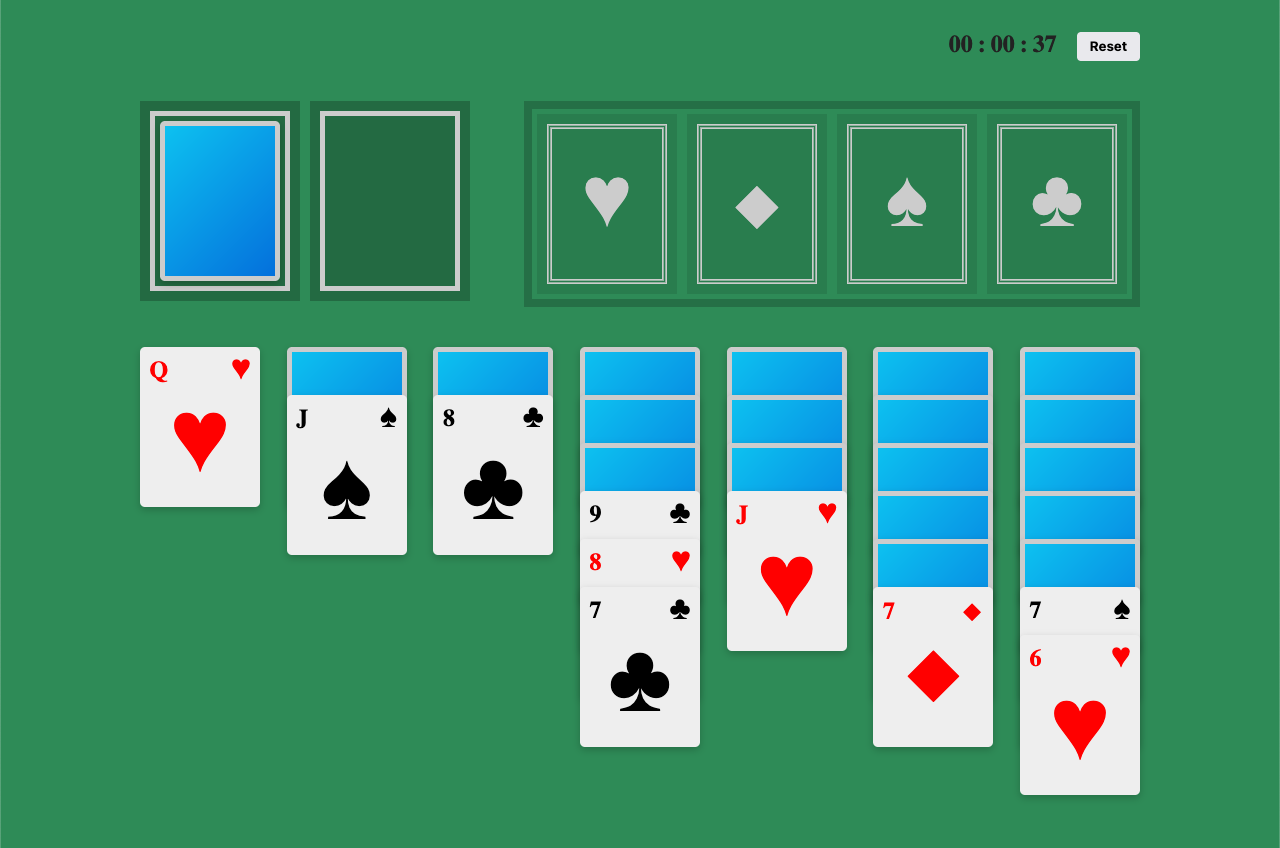 00 : 00 : 37 Reset
♥ ♦ ♠ ♣
Q ♥
J ♠
8 ♣
9 ♣
8 ♥
7 ♣
J ♥
7 ♦
7 ♠
6 ♥